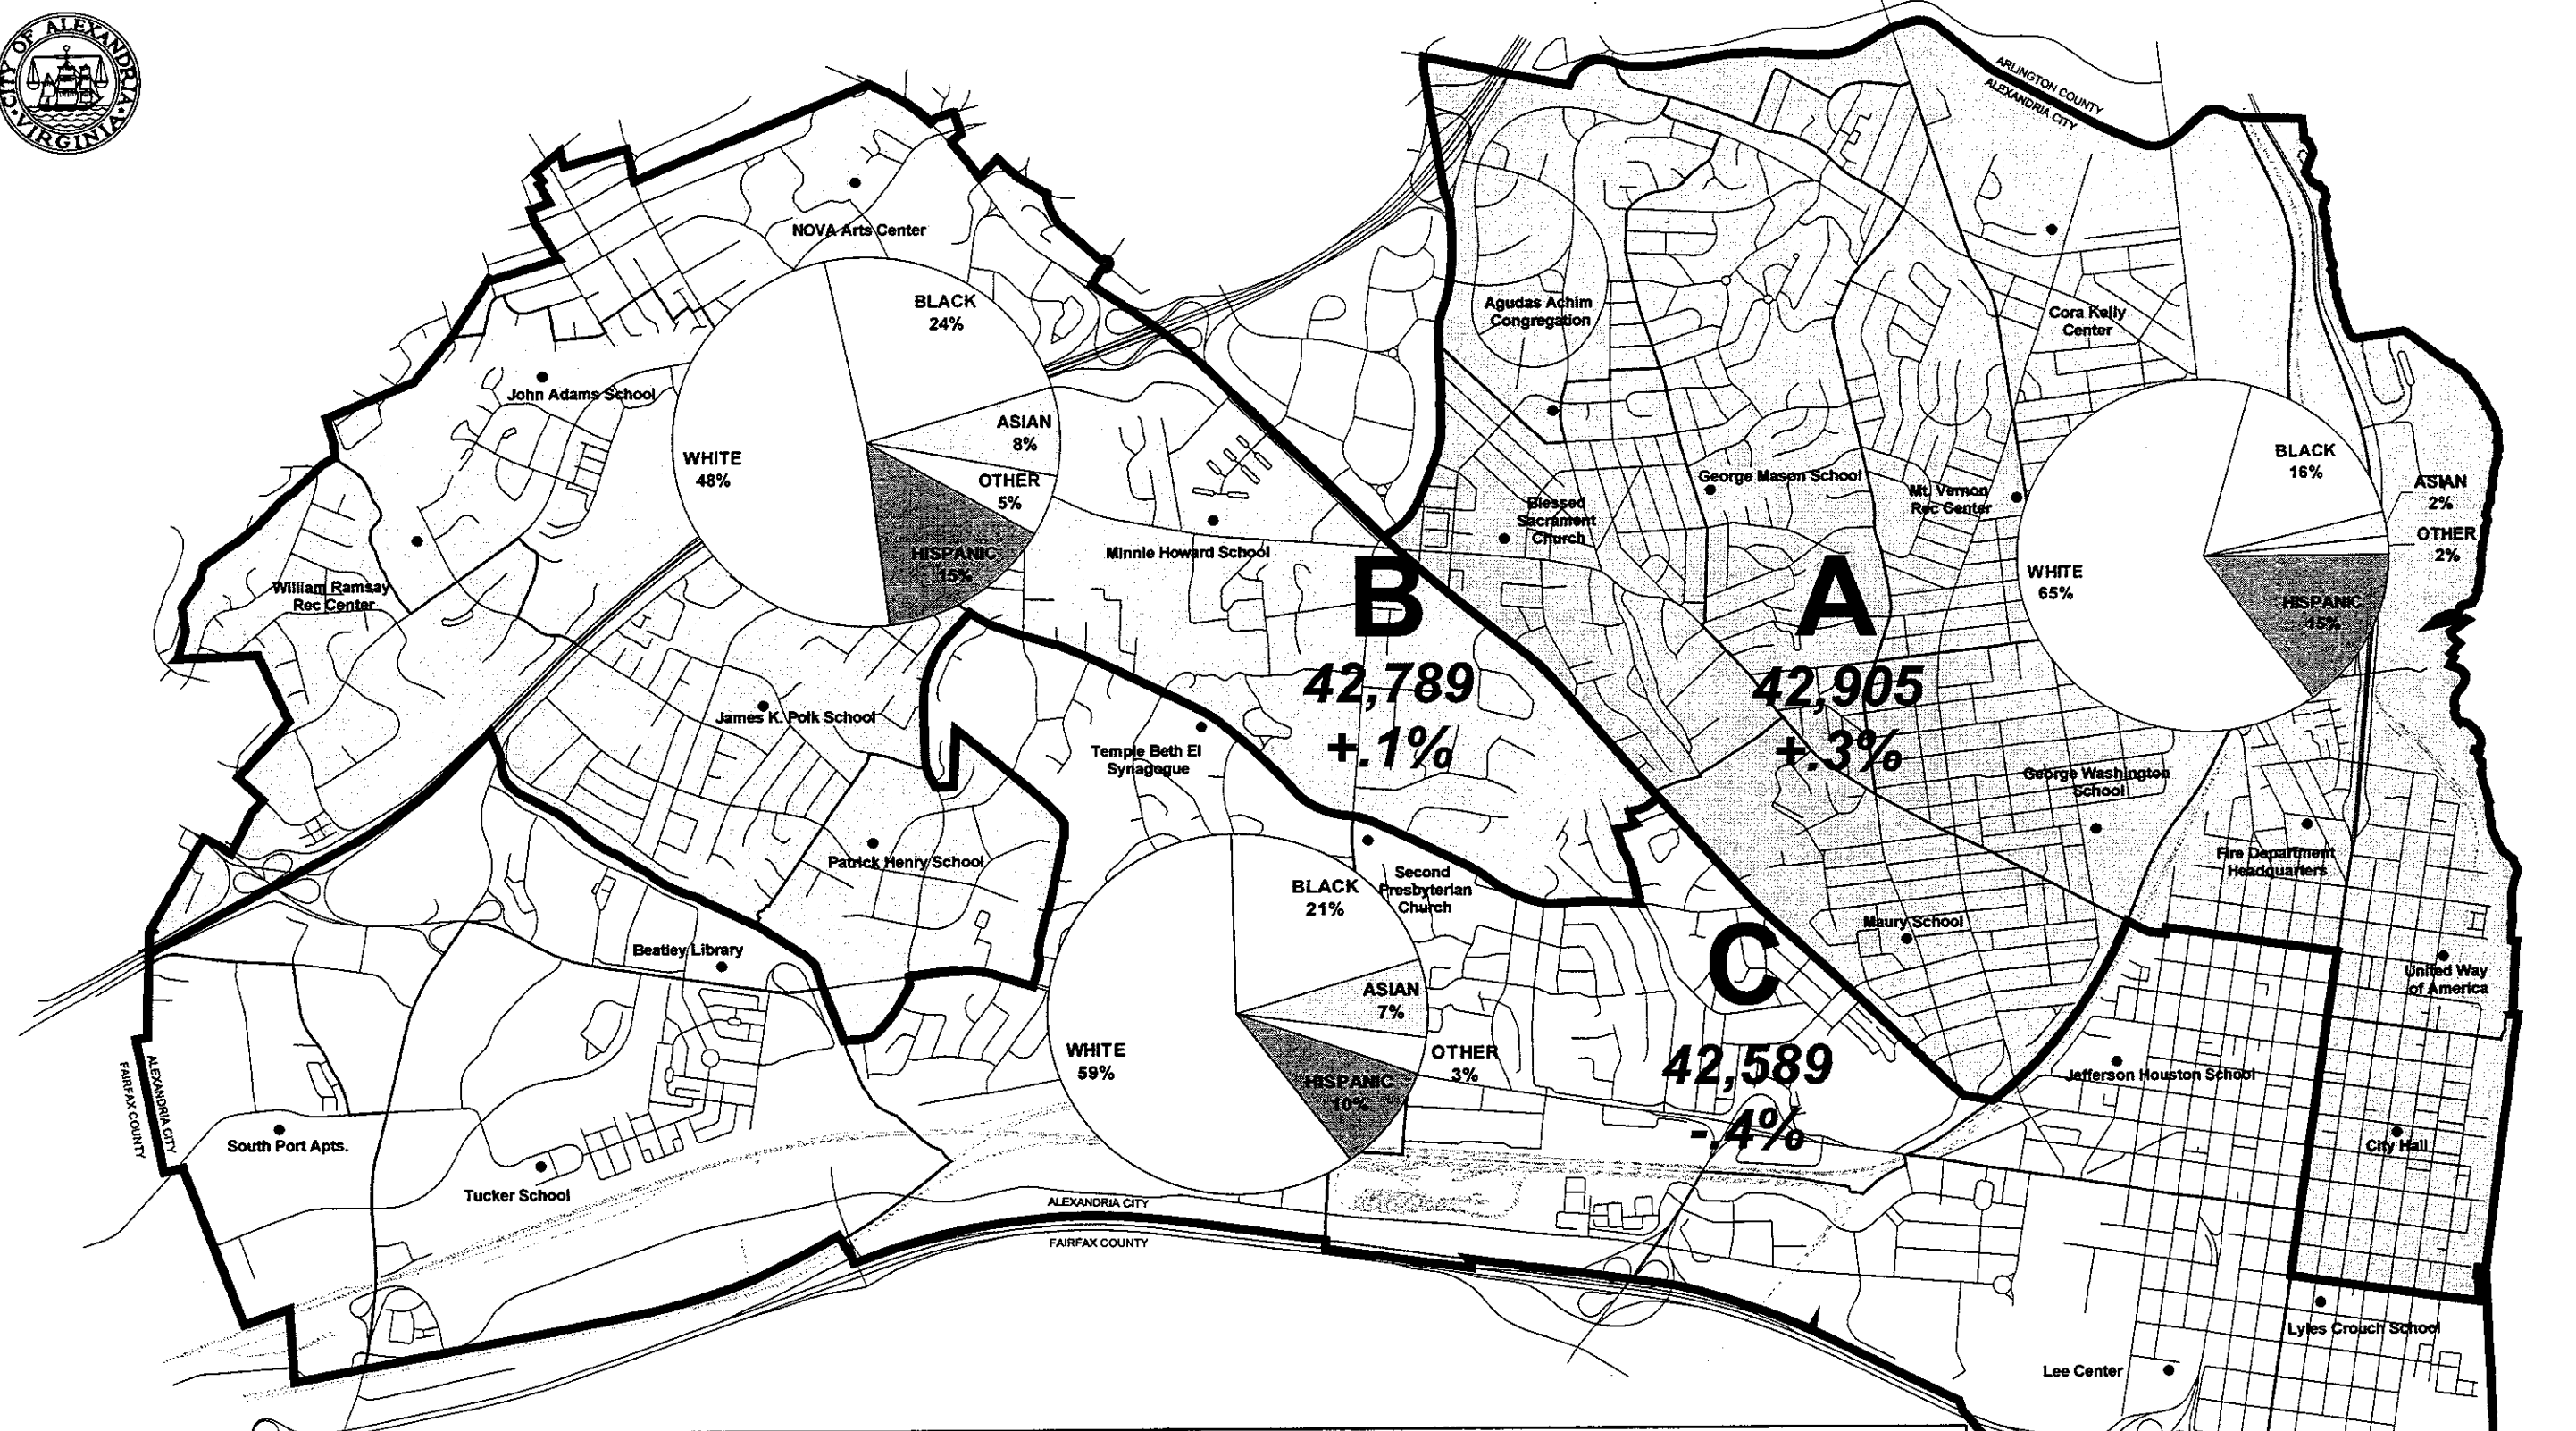 CITY OF ALEXANDRIA
VIRGINIA
ARLINGTON COUNTY
ALEXANDRIA CITY
NOVA Arts Center
BLACK
24%
ASIAN
8%
OTHER
5%
HISPANIC
15%
WHITE
48%
John Adams School
William Ramsay
Rec Center
Minnie Howard School
James K. Polk School
Patrick Henry School
Temple Beth El
Synagogue
B
42,789
+.1%
Agudas Achim
Congregation
Cora Kelly
Center
George Mason School
Mt. Vernon
Rec Center
Blessed
Sacrament
Church
A
42,905
+.3%
BLACK
16%
ASIAN
2%
OTHER
2%
HISPANIC
15%
WHITE
65%
George Washington
School
Fire Department
Headquarters
Maury School
United Way
of America
City Hall
Second
Presbyterian
Church
BLACK
21%
ASIAN
7%
OTHER
3%
HISPANIC
10%
WHITE
59%
C
42,589
-.4%
Beatley Library
Jefferson Houston School
South Port Apts.
Tucker School
ALEXANDRIA CITY
FAIRFAX COUNTY
ALEXANDRIA CITY
FAIRFAX COUNTY
Lyles Crouch School
Lee Center